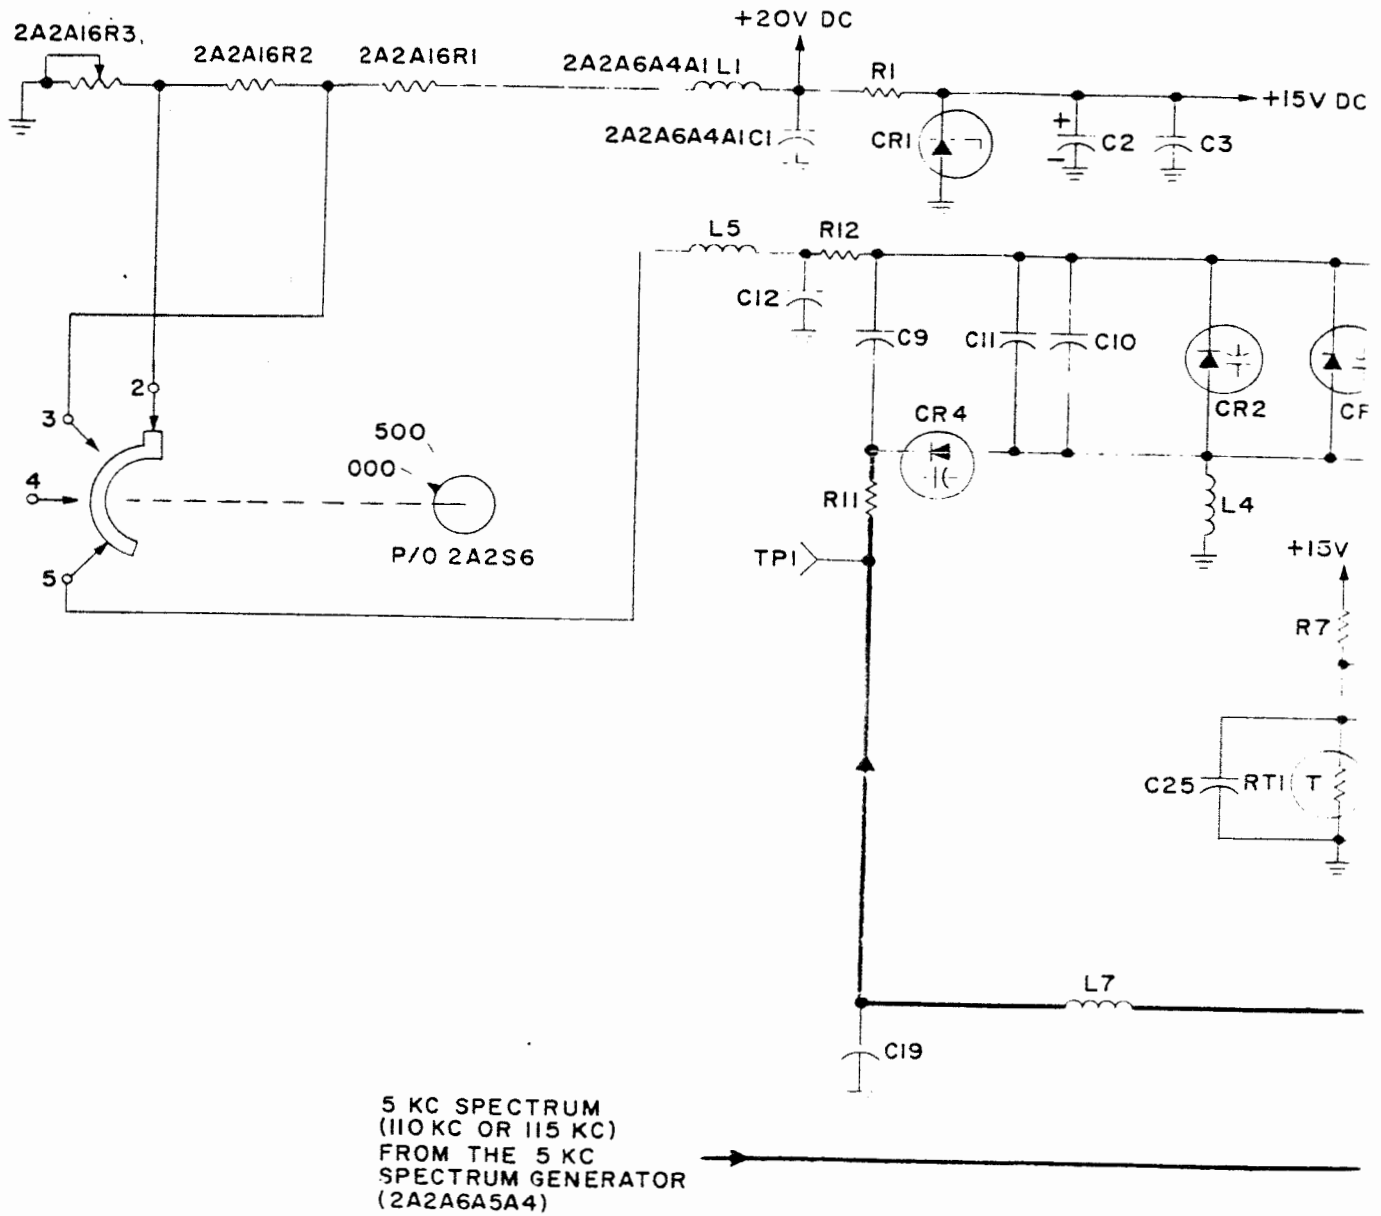 +20V DC
2A2A16R3
2A2A16R2
2A2A16R1
2A2A6A4A1L1
R1
+15V DC
2A2A6A4A1C1
CR1
+
-
C2
C3
L5
R12
C12
C9
C11
C10
CR2
CR4
2
3
4
5
500
000
P/O 2A2S6
R11
L4
TP1
+15V
R7
C25
RT1
T
L7
C19
5 KC SPECTRUM
(110 KC OR 115 KC)
FROM THE 5 KC
SPECTRUM GENERATOR
(2A2A6A5A4)